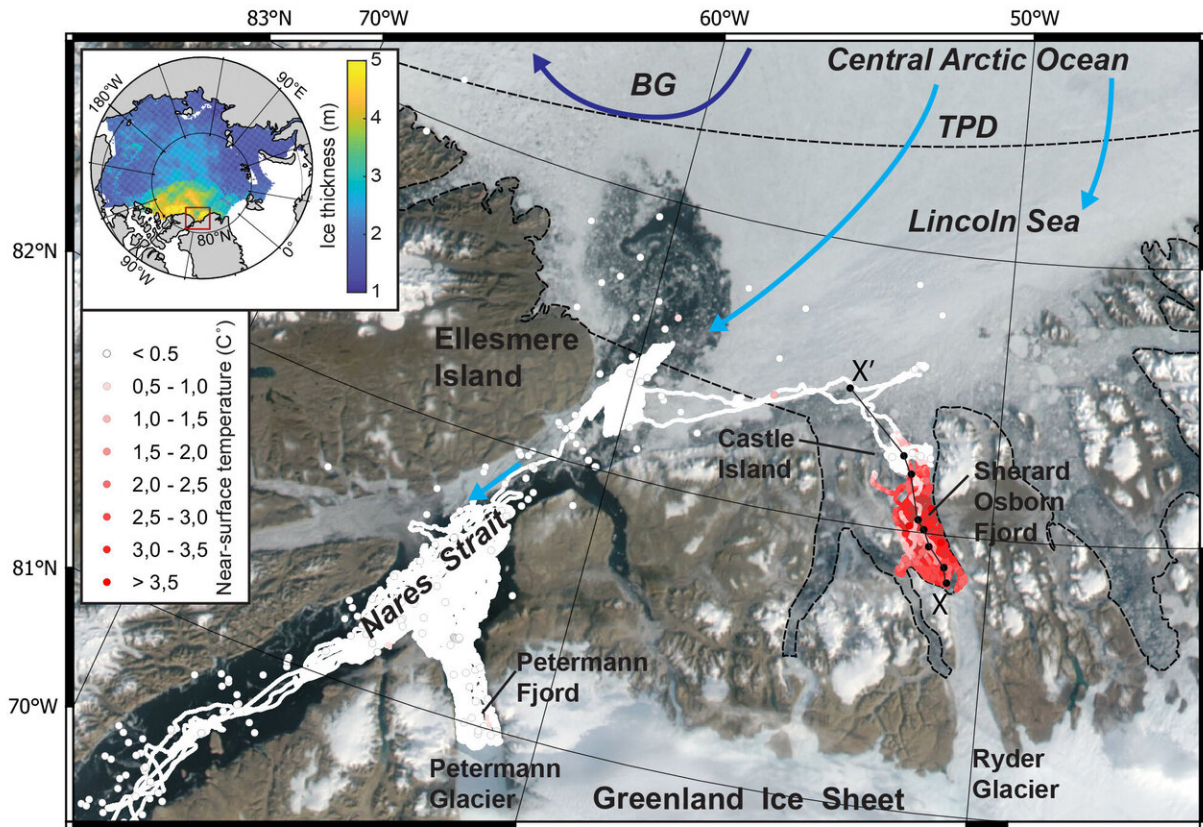 83°N
70°W
60°W
50°W
82°N
81°N
70°W
180°W
90°E
90°W
80°N
0°
5
4
3
2
1
Ice thickness (m)
< 0.5
0,5 - 1,0
1,0 - 1,5
1,5 - 2,0
2,0 - 2,5
2,5 - 3,0
3,0 - 3,5
> 3,5
Near-surface temperature (C°)
BG
Central Arctic Ocean
TPD
Lincoln Sea
Ellesmere
Island
X'
Castle
Island
Sherard
Osborn
Fjord
X
Nares Strait
Petermann
Fjord
Petermann
Glacier
Greenland Ice Sheet
Ryder
Glacier